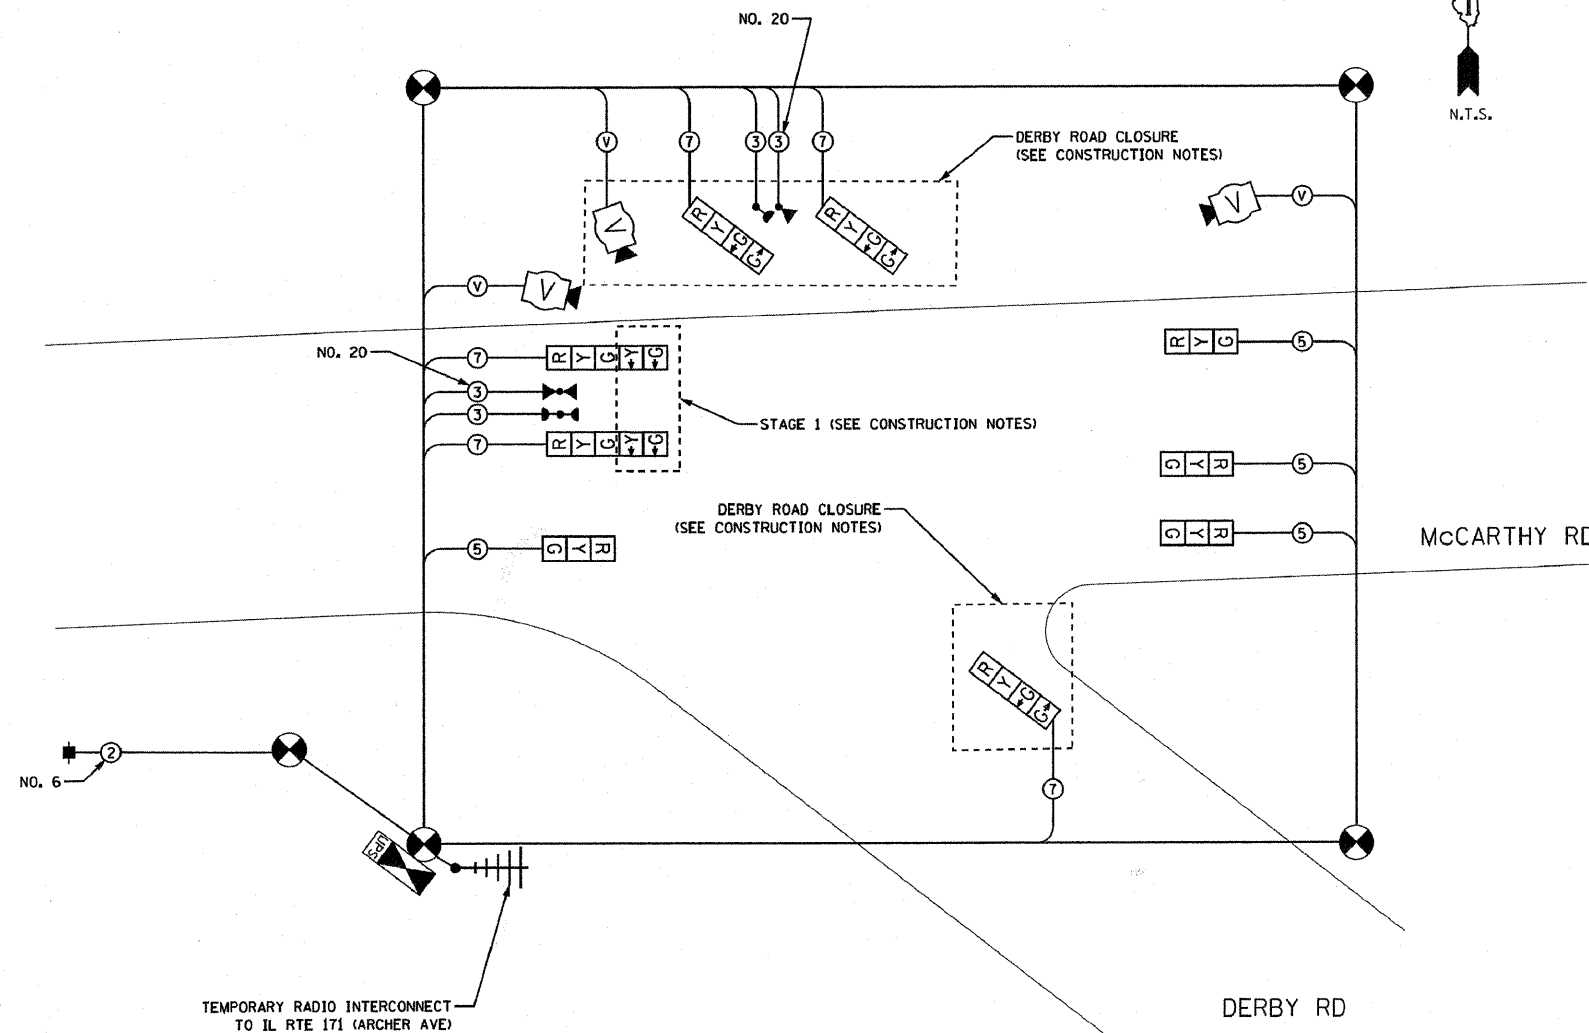 NO. 20
I
N.T.S.
V
7
3
3
7
DERBY ROAD CLOSURE
(SEE CONSTRUCTION NOTES)
V
V
R Y G G
R Y G G
V
V
V
NO. 20
7
R Y G Y G
R Y G
5
3
3
STAGE 1 (SEE CONSTRUCTION NOTES)
7
R Y G Y G
G Y R
5
DERBY ROAD CLOSURE
(SEE CONSTRUCTION NOTES)
G Y R
5
McCARTHY RD
5
G Y R
R Y G G
2
NO. 6
7
UPS
TEMPORARY RADIO INTERCONNECT
TO IL RTE 171 (ARCHER AVE)
DERBY RD